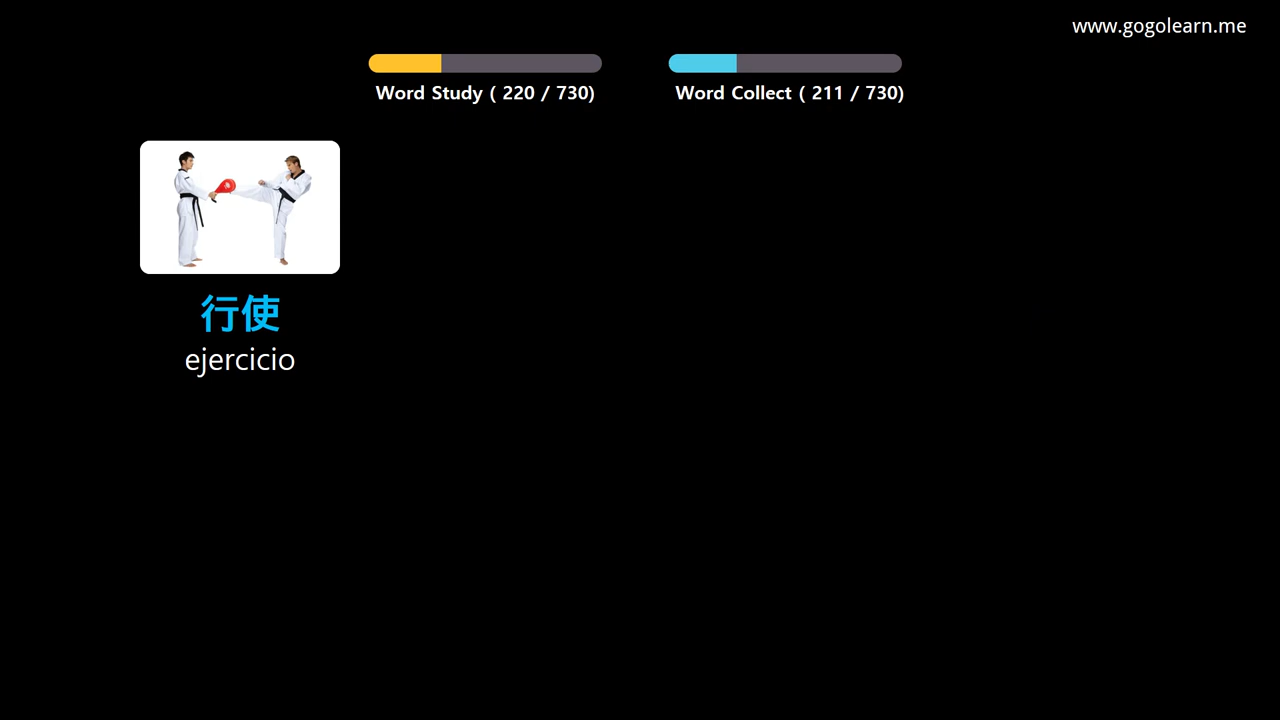 www.gogolearn.me
Word Study ( 220 / 730)
Word Collect ( 211 / 730)
行使
ejercicio